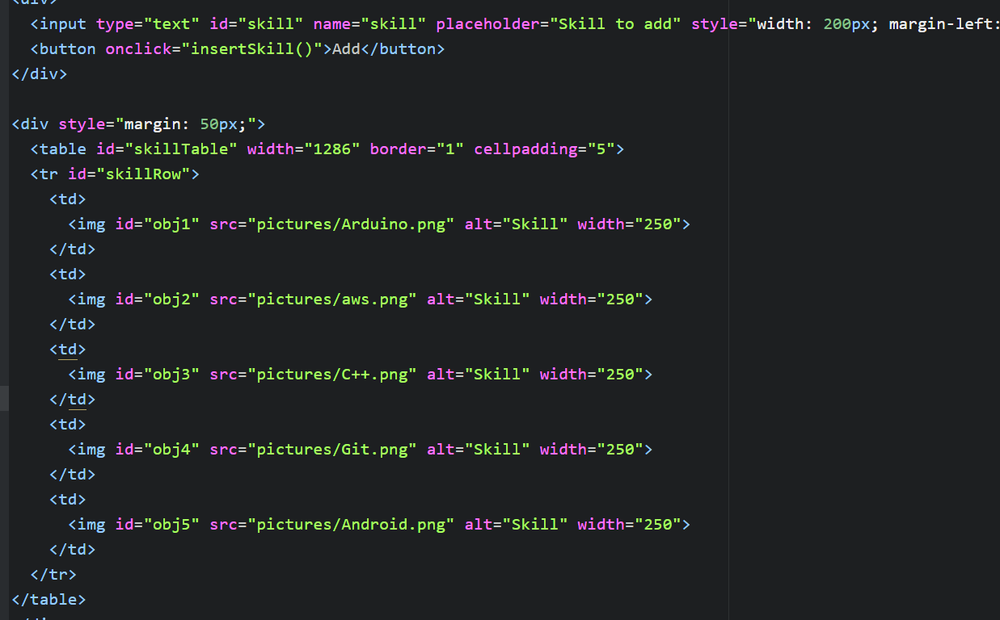 <div>
<input type="text" id="skill" name="skill" placeholder="Skill to add" style="width: 200px; margin-left:
<button onclick="insertSkill()">Add</button>
</div>
<div style="margin: 50px;">
<table id="skillTable" width="1286" border="1" cellpadding="5">
<tr id="skillRow">
<td>
<img id="obj1" src="pictures/Arduino.png" alt="Skill" width="250">
</td>
<td>
<img id="obj2" src="pictures/aws.png" alt="Skill" width="250">
</td>
<td>
<img id="obj3" src="pictures/C++.png" alt="Skill" width="250">
</td>
<td>
<img id="obj4" src="pictures/Git.png" alt="Skill" width="250">
</td>
<td>
<img id="obj5" src="pictures/Android.png" alt="Skill" width="250">
</td>
</tr>
</table>